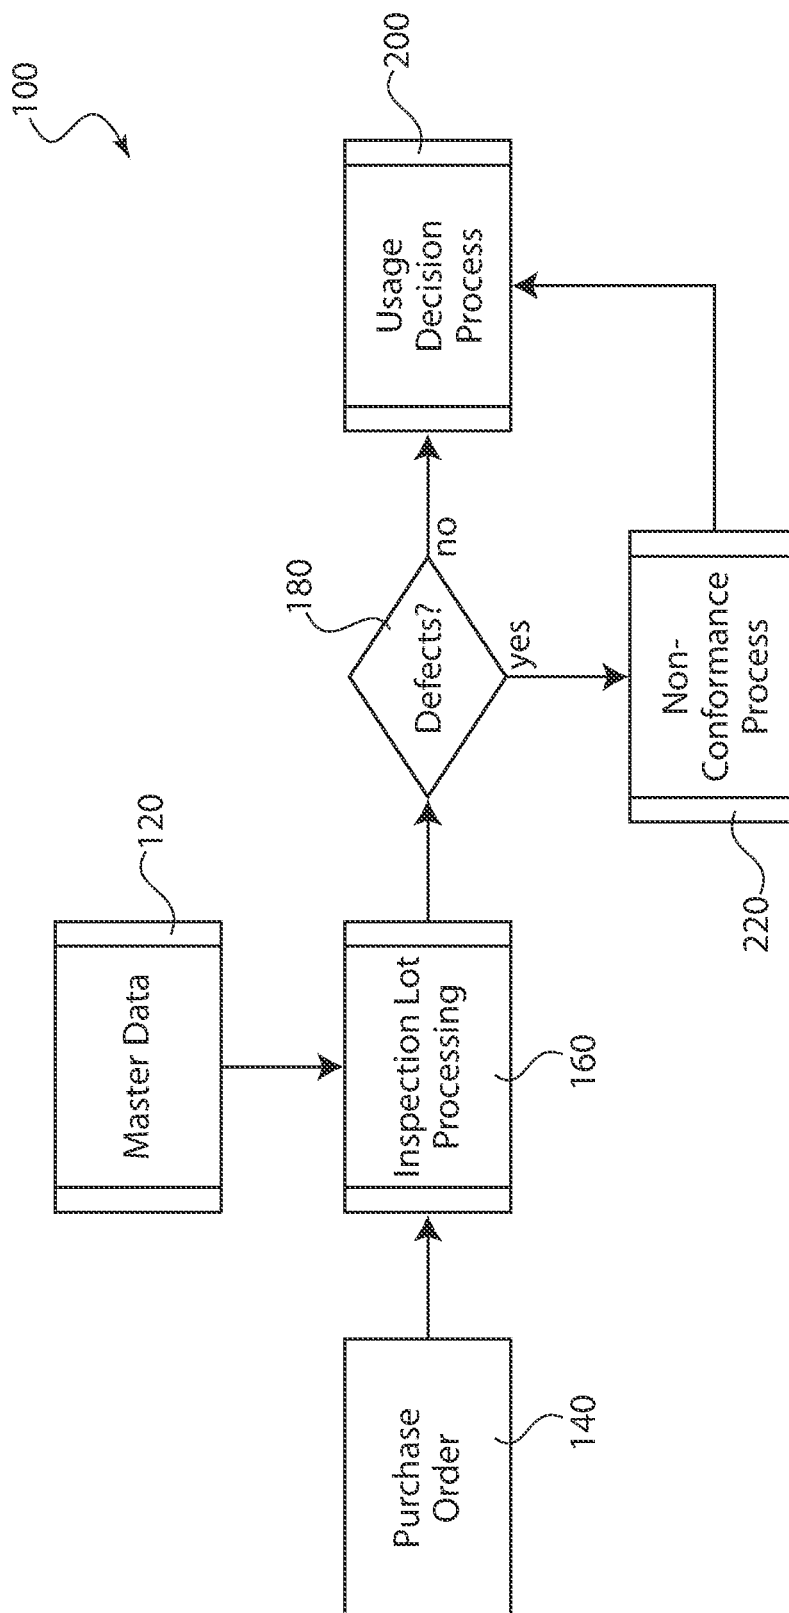 100
Master Data
120
Purchase
Order
140
Inspection Lot
Processing
160
Defects?
180
no
yes
Usage
Decision
Process
200
Non-
Conformance
Process
220